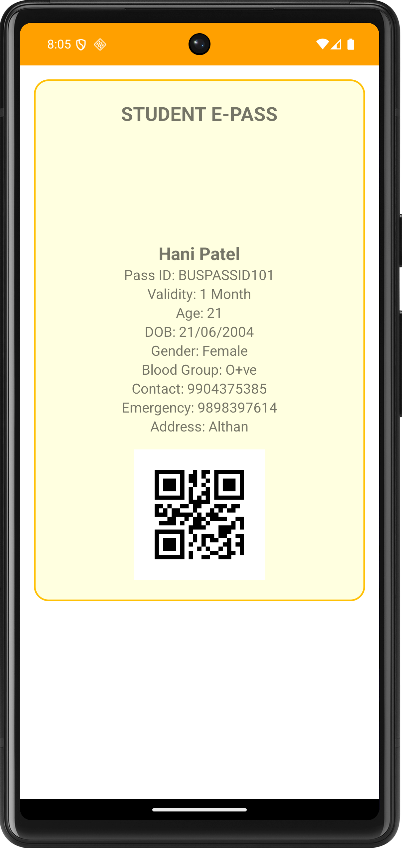 8:05
STUDENT E-PASS
Hani Patel
Pass ID: BUSPASSID101
Validity: 1 Month
Age: 21
DOB: 21/06/2004
Gender: Female
Blood Group: O+ve
Contact: 9904375385
Emergency: 9898397614
Address: Althan